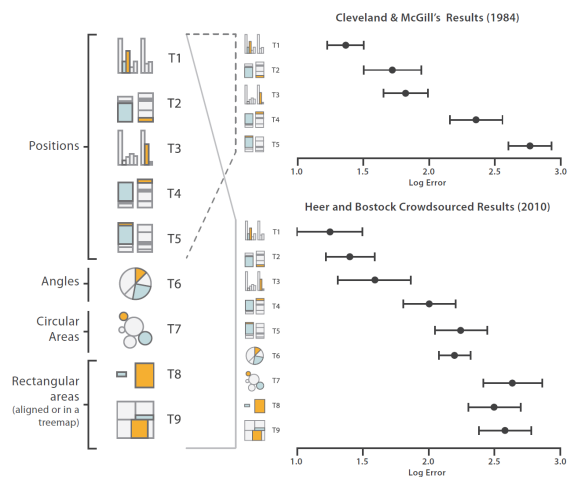 Cleveland & McGill's Results (1984)
T1
T2
T3
T4
T5
1.0
1.5
2.0
2.5
3.0
Log Error
Positions
T1
T2
T3
T4
T5
Angles
T6
Circular
Areas
T7
Rectangular
areas
(aligned or in a
treemap)
T8
T9
Heer and Bostock Crowdsourced Results (2010)
T1
T2
T3
T4
T5
T6
T7
T8
T9
1.0
1.5
2.0
2.5
3.0
Log Error